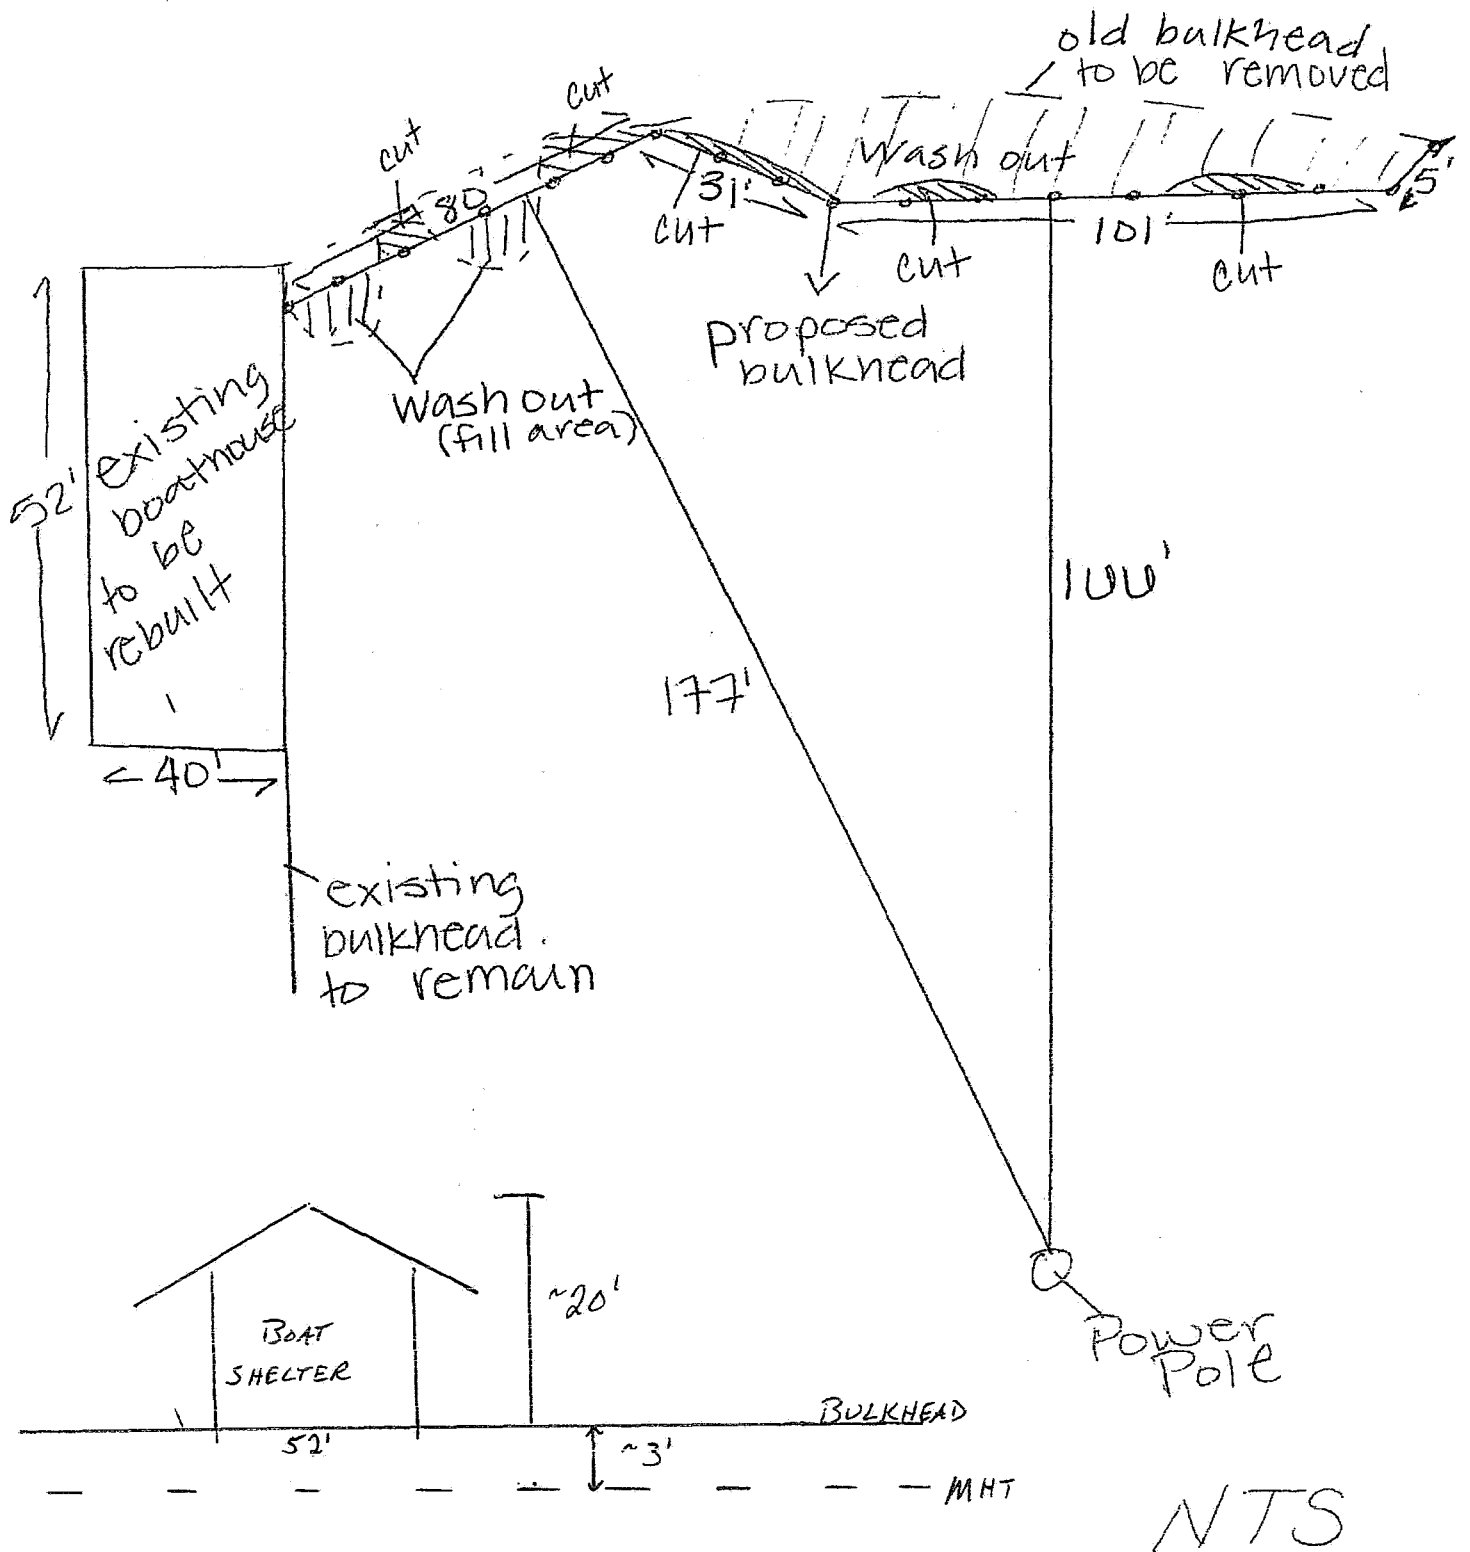 old bulkhead
to be removed
cut
cut
80'
Wash out
31'
5'
cut
101'
cut
cut
proposed
bulkhead
Wash out
(fill area)
52'
existing
boathouse
to be
rebuilt
100'
177'
40'
existing
bulkhead
to remain
~20'
BOAT
SHELTER
Power
Pole
BULKHEAD
52'
~3'
MHT
NTS